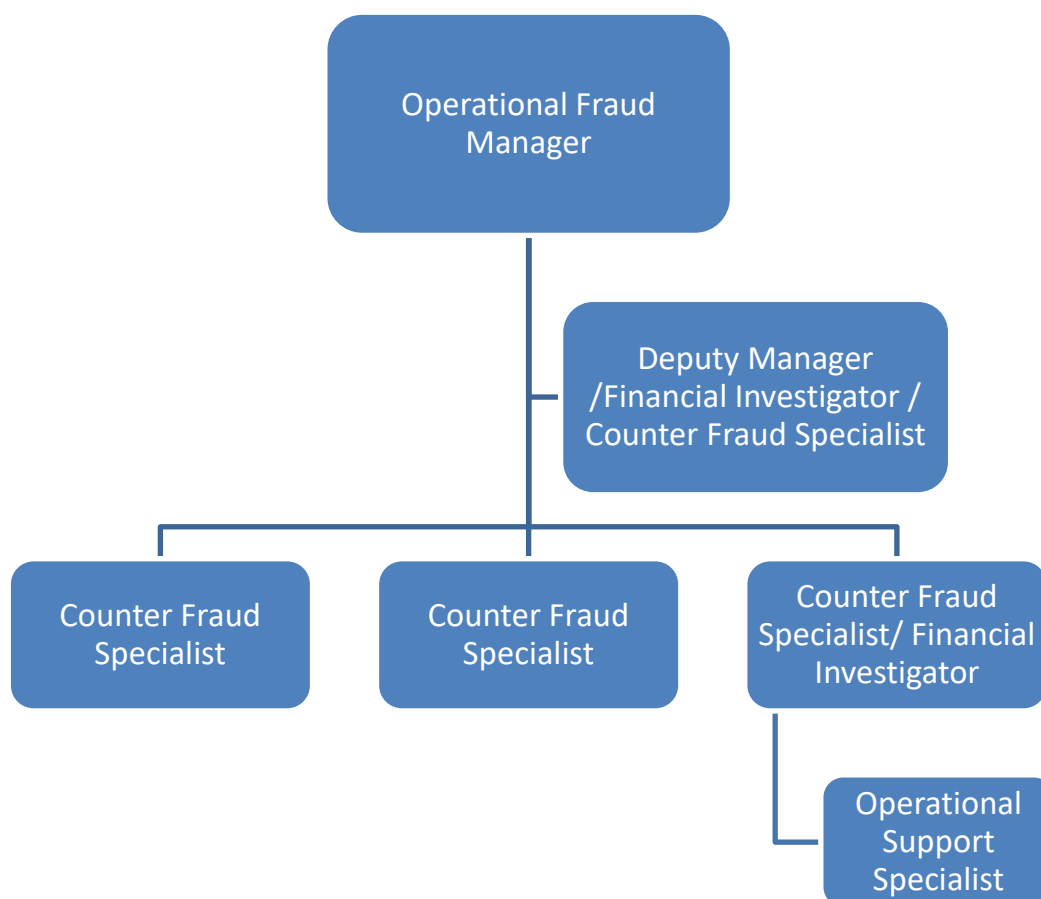 Operational Fraud
Manager
Deputy Manager
/Financial Investigator /
Counter Fraud Specialist
Counter Fraud
Specialist
Counter Fraud
Specialist
Counter Fraud
Specialist/ Financial
Investigator
Operational
Support
Specialist